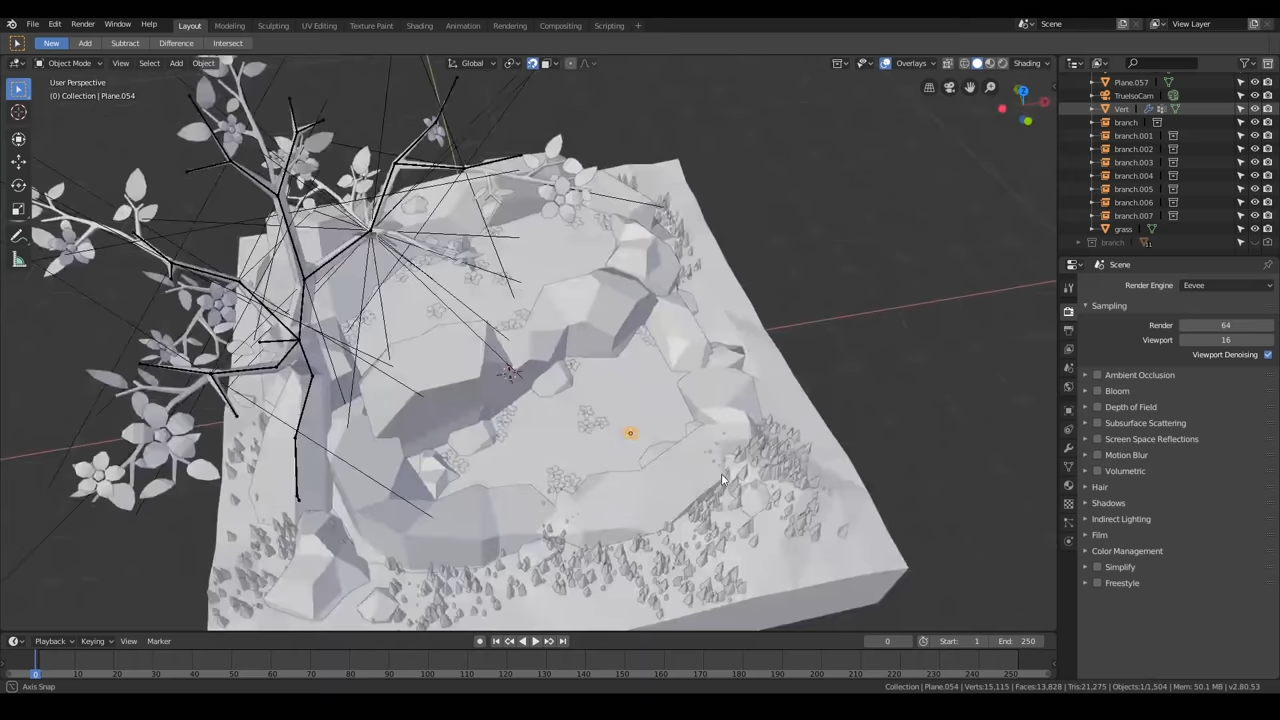 File Edit Render Window Help Layout Modeling Sculpting UV Editing Texture Paint Shading Animation Rendering Compositing Scripting + Scene View Layer
New Add Subtract Difference Intersect
Object Mode View Select Add Object Global Overlays Shading
User Perspective
(0) Collection | Plane.054
Plane.057
TrueIsoCam
Vert
branch
branch.001
branch.002
branch.003
branch.004
branch.005
branch.006
branch.007
grass
branch 11
Scene
Render Engine Eevee
Sampling
Render 64
Viewport 16
Viewport Denoising
Ambient Occlusion
Bloom
Depth of Field
Subsurface Scattering
Screen Space Reflections
Motion Blur
Volumetric
Hair
Shadows
Indirect Lighting
Film
Color Management
Simplify
Freestyle
Playback Keying View Marker 0 Start: 1 End: 250
0 10 20 30 40 50 60 70 80 90 100 110 120 130 140 150 160 170 180 190 200 210 220 230 240 250
Axis Snap Collection | Plane.054 | Verts:15,115 | Faces:13,828 | Tris:21,275 | Objects:1/1,504 | Mem: 50.1 MB | v2.80.53